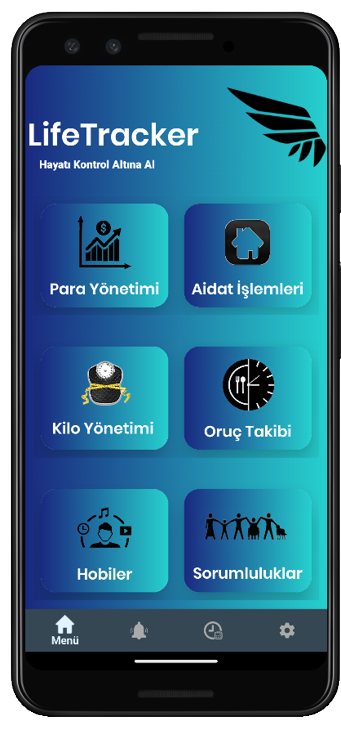 LifeTracker
Hayatı Kontrol Altına Al
Para Yönetimi
Aidat İşlemleri
Kilo Yönetimi
Oruç Takibi
Hobiler
Sorumluluklar
Menü